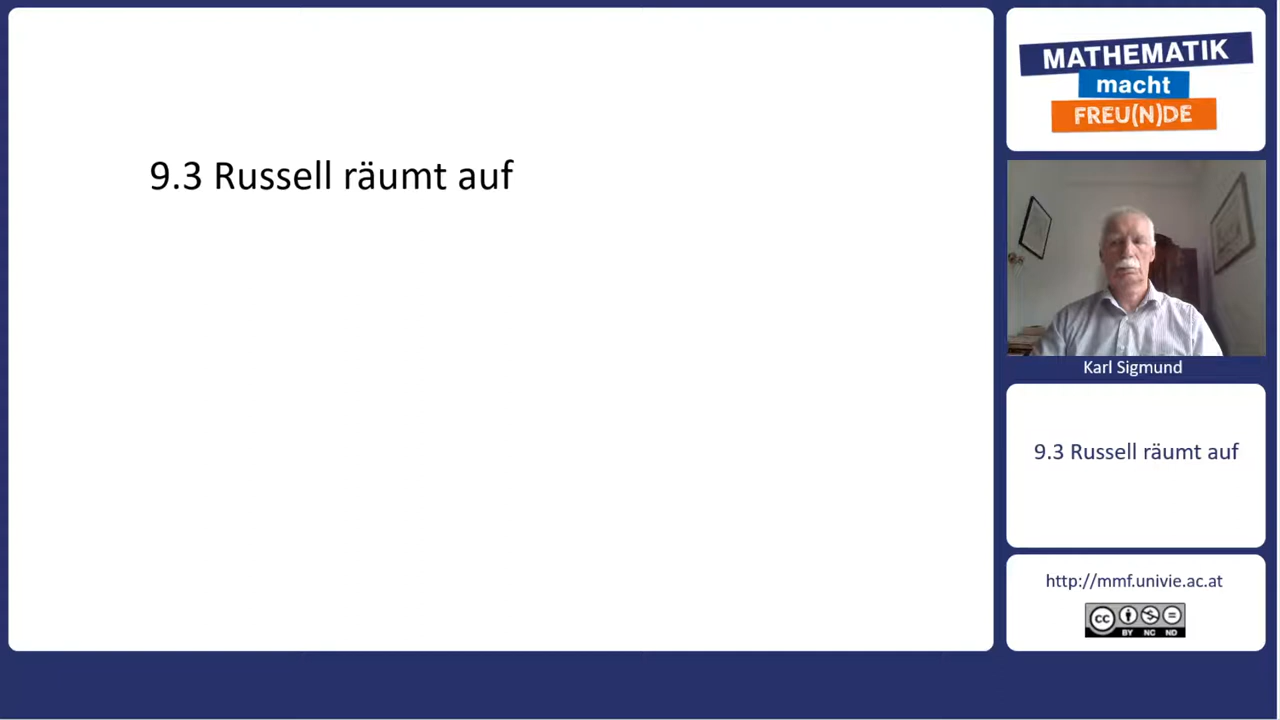 9.3 Russell räumt auf
MATHEMATIK
macht
FREU(N)DE
Karl Sigmund
9.3 Russell räumt auf
http://mmf.univie.ac.at
cc
BY NC ND